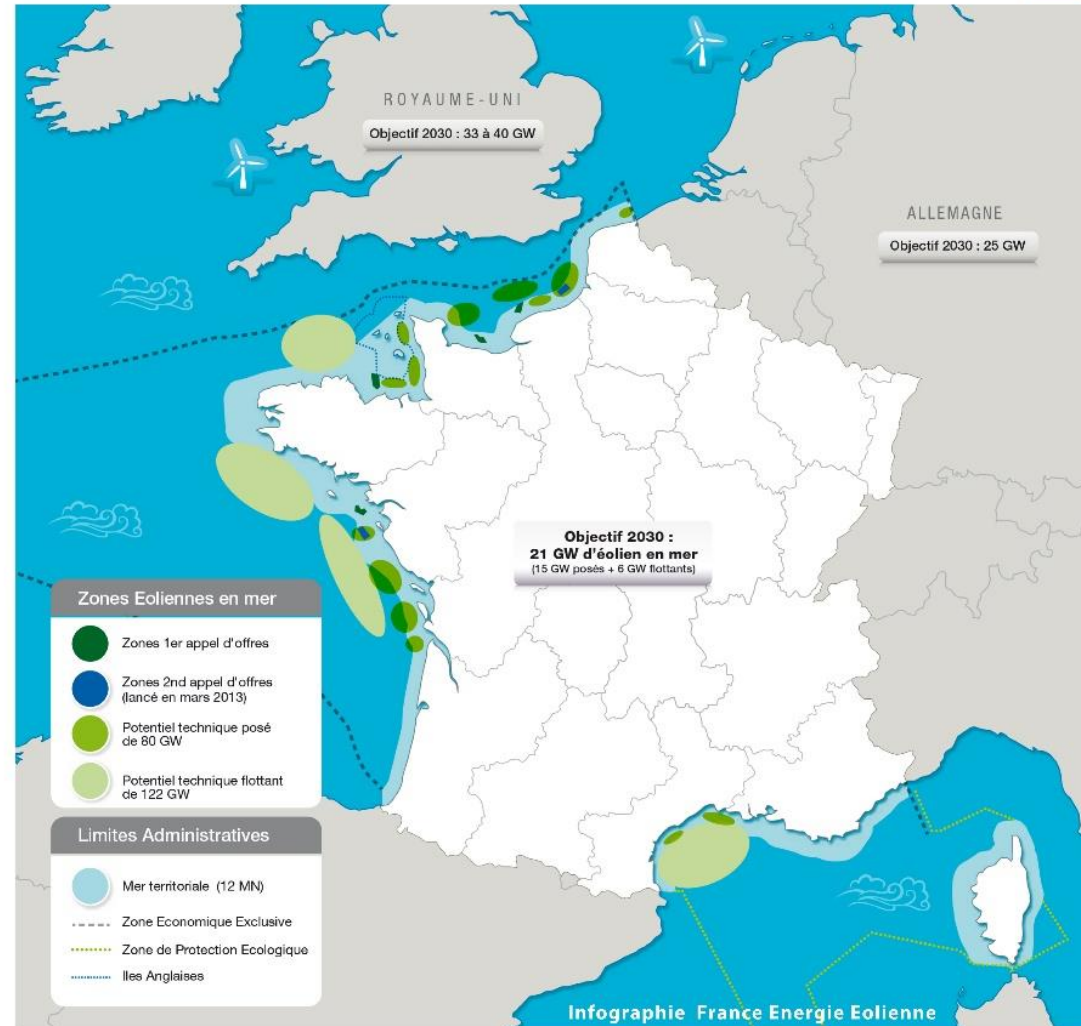 ROYAUME-UNI
Objectif 2030 : 33 à 40 GW
ALLEMAGNE
Objectif 2030 : 25 GW
Objectif 2030 :
21 GW d'éolien en mer
(15 GW posés + 6 GW flottants)
Zones Eoliennes en mer
Zones 1er appel d'offres
Zones 2nd appel d'offres
(lancé en mars 2013)
Potentiel technique posé
de 80 GW
Potentiel technique flottant
de 122 GW
Limites Administratives
Mer territoriale (12 MN)
Zone Economique Exclusive
Zone de Protection Ecologique
Iles Anglaises
Infographie France Energie Eolienne